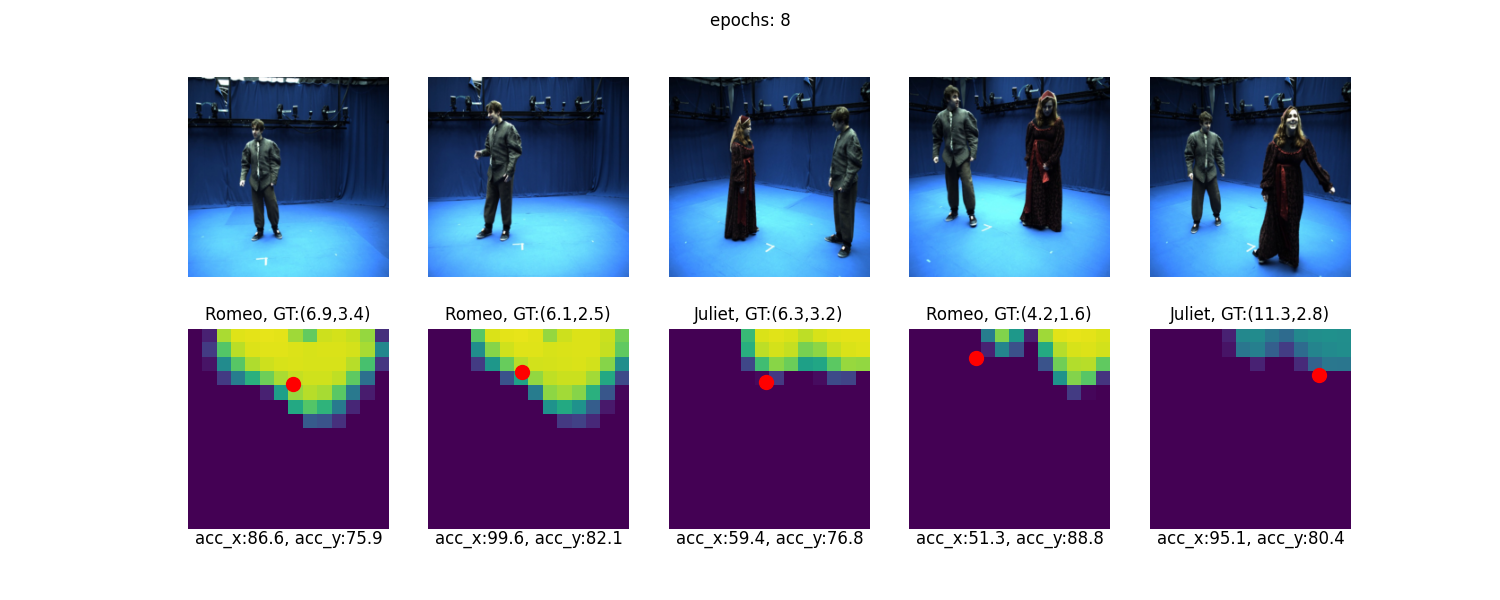 epochs: 8
Romeo, GT:(6.9,3.4)
Romeo, GT:(6.1,2.5)
Juliet, GT:(6.3,3.2)
Romeo, GT:(4.2,1.6)
Juliet, GT:(11.3,2.8)
acc_x:86.6, acc_y:75.9
acc_x:99.6, acc_y:82.1
acc_x:59.4, acc_y:76.8
acc_x:51.3, acc_y:88.8
acc_x:95.1, acc_y:80.4